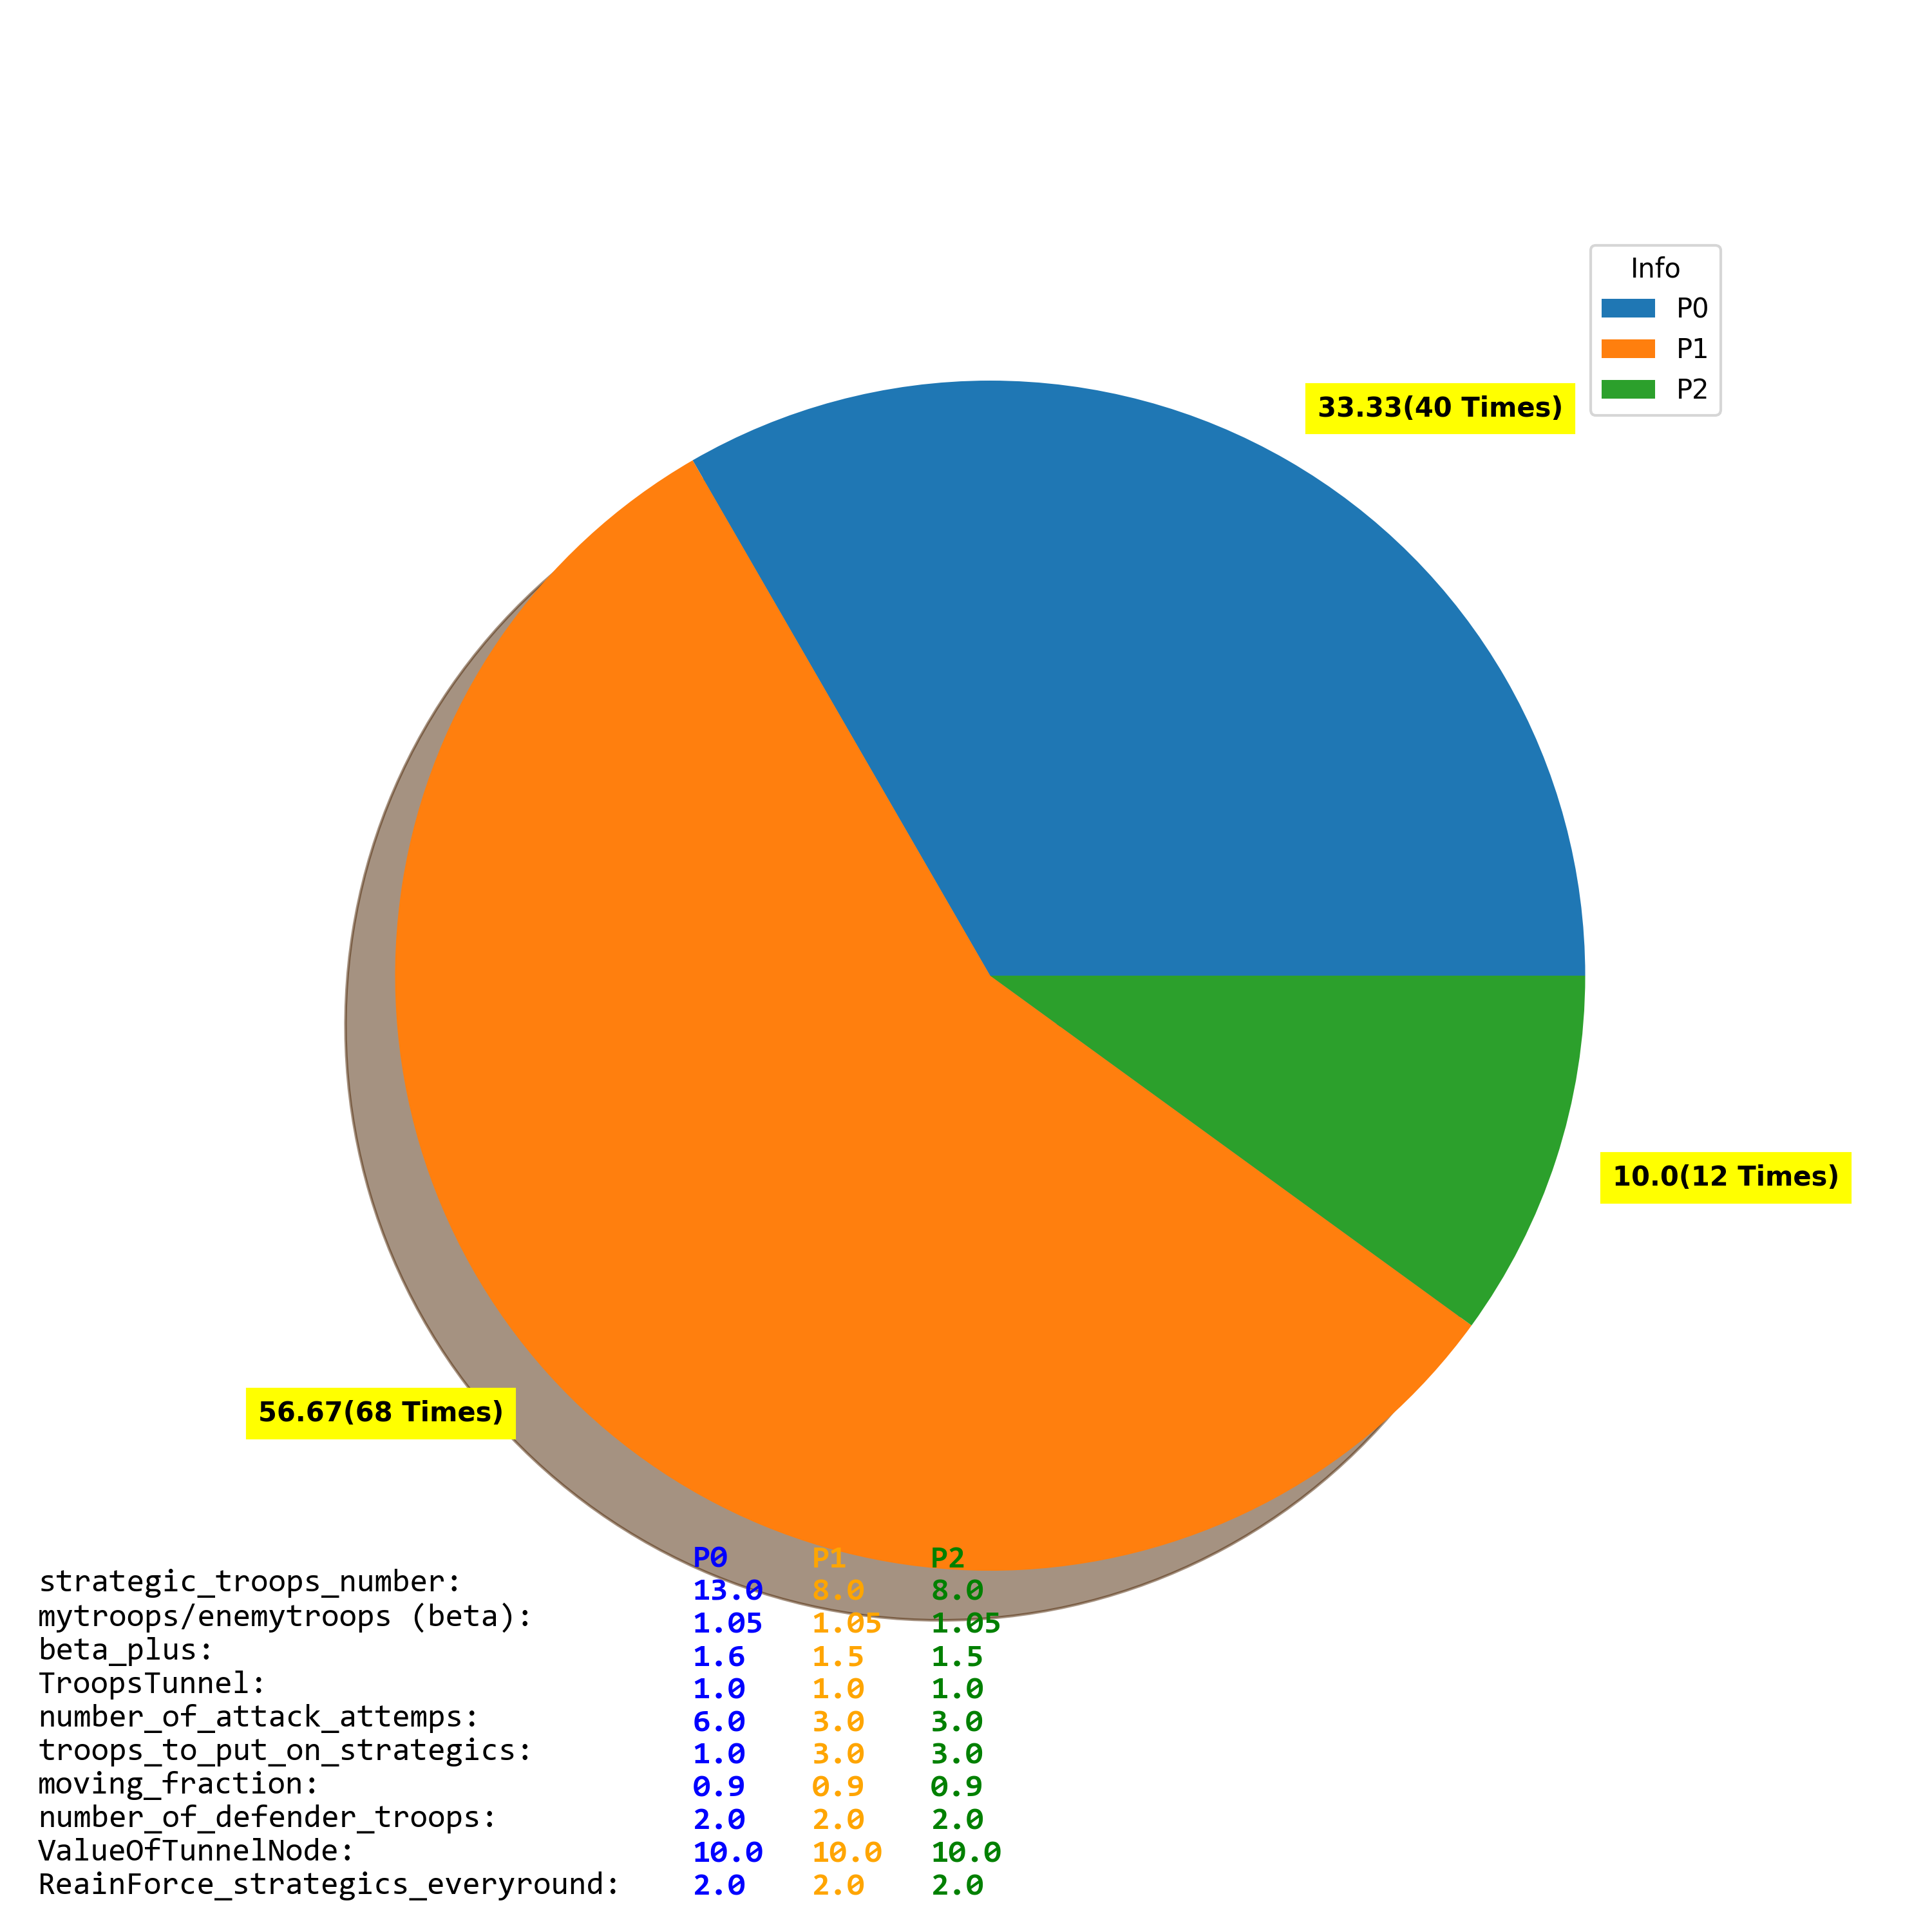 Info
P0
P1
P2
33.33(40 Times)
10.0(12 Times)
56.67(68 Times)
P0 P1 P2
strategic_troops_number: 13.0 8.0 8.0
mytroops/enemytroops (beta): 1.05 1.05 1.05
beta_plus: 1.6 1.5 1.5
TroopsTunnel: 1.0 1.0 1.0
number_of_attack_attemps: 6.0 3.0 3.0
troops_to_put_on_strategics: 1.0 3.0 3.0
moving_fraction: 0.9 0.9 0.9
number_of_defender_troops: 2.0 2.0 2.0
ValueOfTunnelNode: 10.0 10.0 10.0
ReainForce_strategics_everyround: 2.0 2.0 2.0